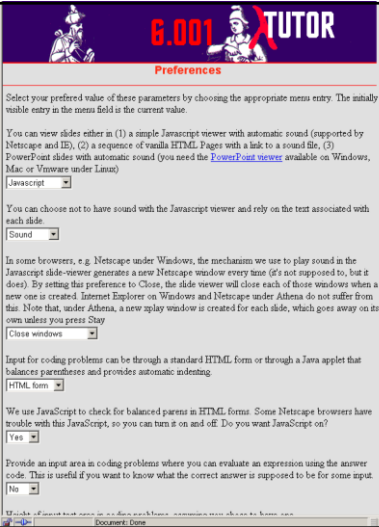 6.001 TUTOR
Preferences
Select your prefered value of these parameters by choosing the appropriate menu entry. The initially
visible entry in the menu field is the current value.
You can view slides either in (1) a simple Javascript viewer with automatic sound (supported by
Netscape and IE), (2) a sequence of vanilla HTML Pages with a link to a sound file, (3)
PowerPoint slides with automatic sound (you need the PowerPoint viewer available on Windows,
Mac or Vmware under Linux)
Javascript
You can choose not to have sound with the Javascript viewer and rely on the text associated with
each slide.
Sound
In some browsers, e.g. Netscape under Windows, the mechanism we use to play sound in the
Javascript slide-viewer generates a new Netscape window every time (it's not supposed to, but it
does). By setting this preference to Close, the slide viewer will close each of those windows when a
new one is created. Internet Explorer on Windows and Netscape under Athena do not suffer from
this. Note that, under Athena, a new xplay window is created for each slide, which goes away on its
own unless you press Stay
Close windows
Input for coding problems can be through a standard HTML form or through a Java applet that
balances parentheses and provides automatic indenting.
HTML form
We use JavaScript to check for balanced parens in HTML forms. Some Netscape browsers have
trouble with this JavaScript, so you can turn it on and off. Do you want JavaScript on?
Yes
Provide an input area in coding problems where you can evaluate an expression using the answer
code. This is useful if you want to know what the correct answer is supposed to be for some input.
No
Height of input text area in coding problems, assuming you chose to have one
Document: Done